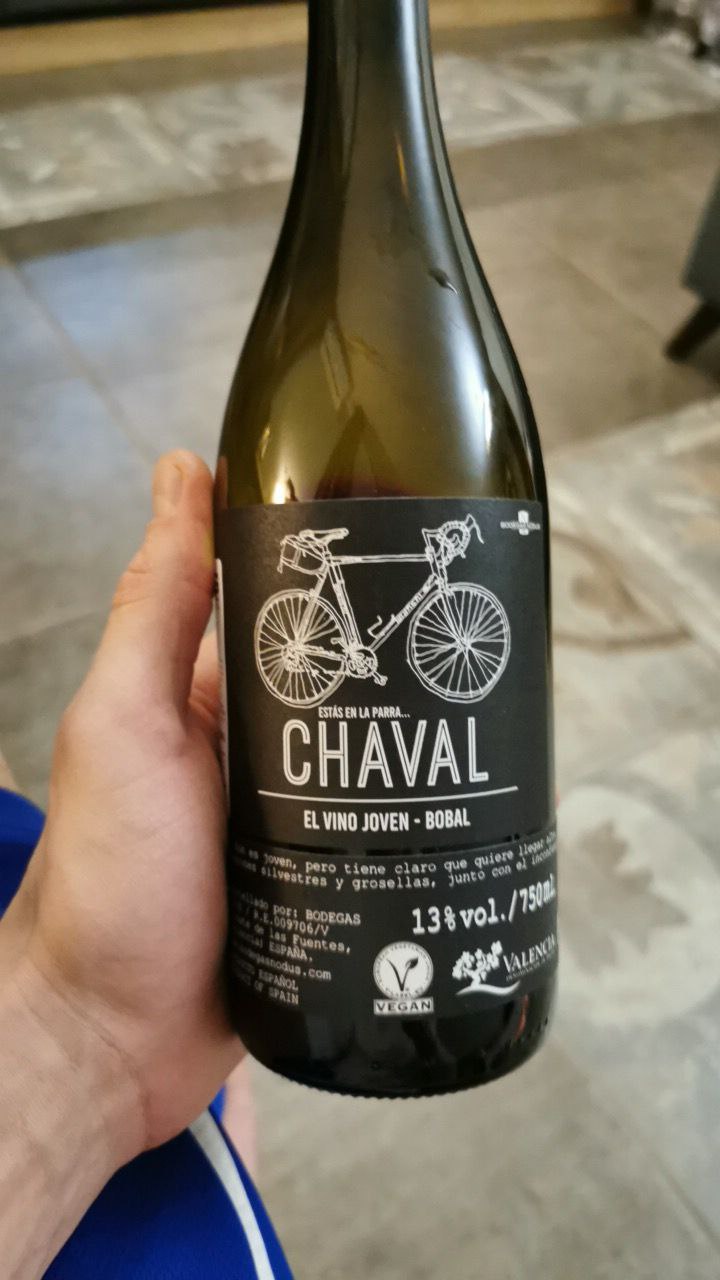 ESTÁS EN LA PARRA...
CHAVAL
EL VINO JOVEN - BOBAL
es joven, pero tiene claro que quiere llegar
silvestres y grosellas, junto con el
por: BODEGAS
R.E.009706/V
de las Fuentes,
ESPAÑA.
ESPAÑOL
OF SPAIN
13%vol./750mL
VEGAN
VALENCIA